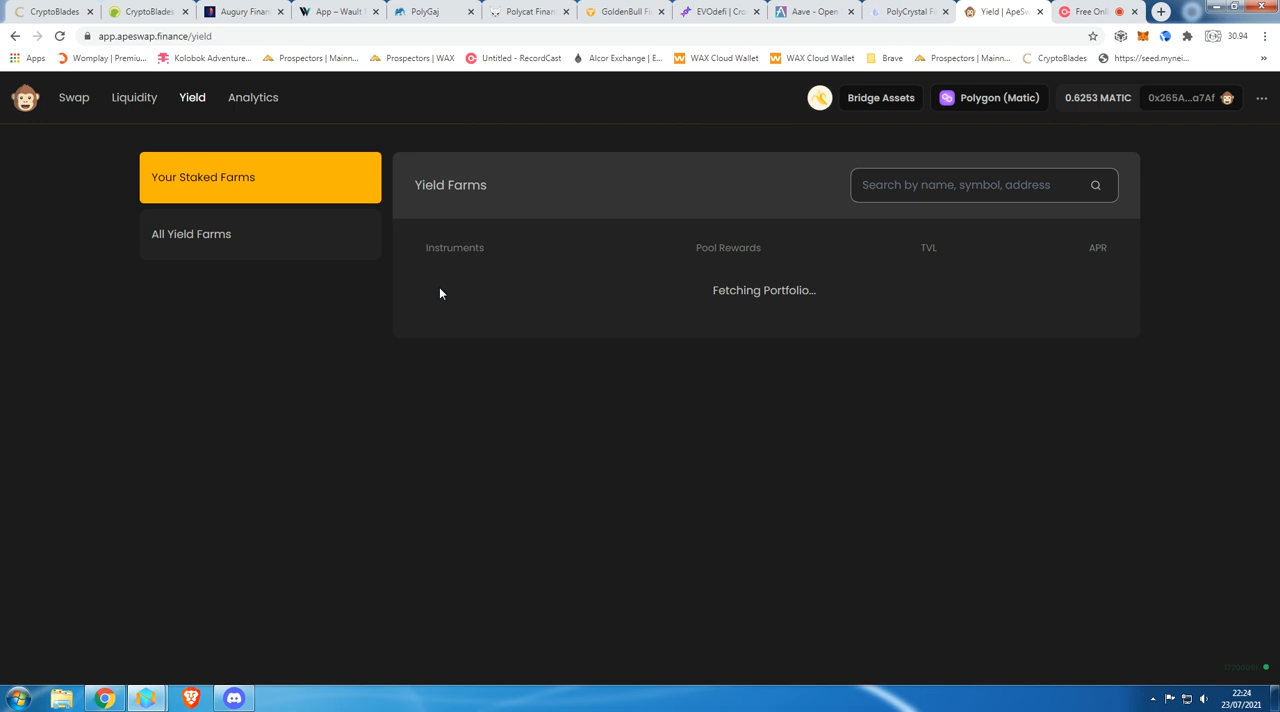 CryptoBlades
CryptoBlades
Augury Finan
App – Wault
PolyGaj
Polycat Finan
GoldenBull Fi
EVOdefi | Cro
Aave - Open
PolyCrystal F
Yield | ApeSw
Free Onli
app.apeswap.finance/yield
30.94
Apps
Womplay | Premiu...
Kolobok Adventure...
Prospectors | Mainn...
Prospectors | WAX
Untitled - RecordCast
Alcor Exchange | E...
WAX Cloud Wallet
WAX Cloud Wallet
Brave
Prospectors | Mainn...
CryptoBlades
https://seed.mynei...
»
Swap
Liquidity
Yield
Analytics
Bridge Assets
Polygon (Matic)
0.6253 MATIC
0x265A...a7Af
...
Your Staked Farms
All Yield Farms
Yield Farms
Search by name, symbol, address
Instruments
Pool Rewards
TVL
APR
Fetching Portfolio...
22:24
23/07/2021